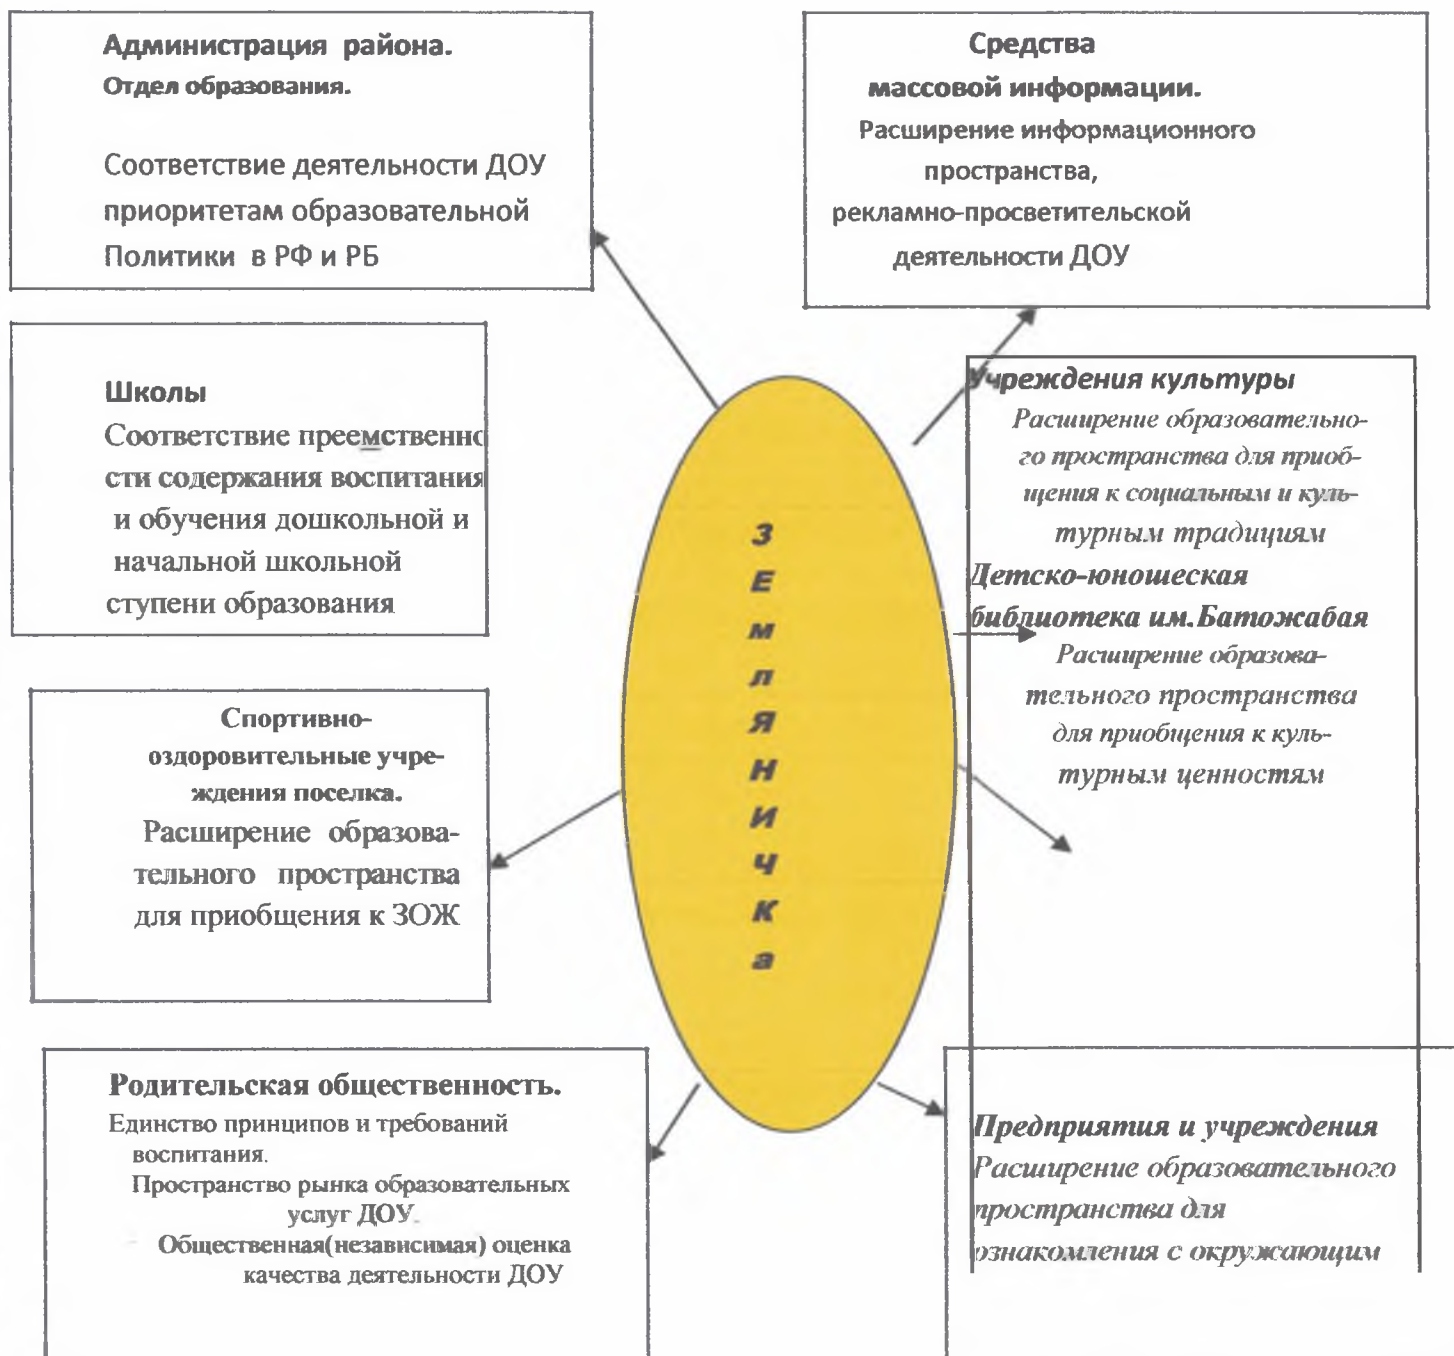 Администрация района.
Отдел образования.
Соответствие деятельности ДОУ
приоритетам образовательной
Политики в РФ и РБ
Средства
массовой информации.
Расширение информационного
пространства,
рекламно-просветительской
деятельности ДОУ
Школы
Соответствие преемственно
сти содержания воспитания
и обучения дошкольной и
начальной школьной
ступени образования
Учреждения культуры
Расширение образовательно-
го пространства для приоб-
щения к социальным и куль-
турным традициям
Детско-юношеская
библиотека им.Батожабая
Расширение образова-
тельного пространства
для приобщения к куль-
турным ценностям
З
Е
м
л
Я
Н
И
Ч
К
а
Спортивно-
оздоровительные учре-
ждения поселка.
Расширение образова-
тельного пространства
для приобщения к ЗОЖ
Родительская общественность.
Единство принципов и требований
воспитания.
Пространство рынка образовательных
услуг ДОУ.
Общественная(независимая) оценка
качества деятельности ДОУ
Предприятия и учреждения
Расширение образовательного
пространства для
ознакомления с окружающим